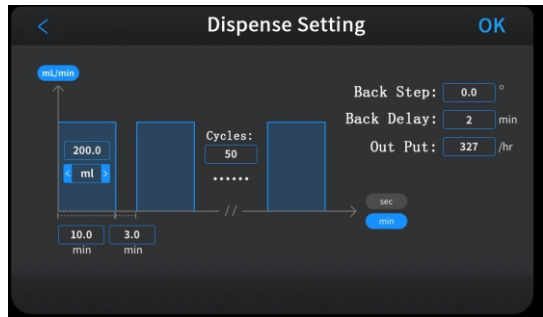 < Dispense Setting OK
mL/min
Back Step: 0.0 °
Back Delay: 2 min
Out Put: 327 /hr
Cycles:
50
......
200.0
< ml >
//
sec
min
10.0 3.0
min min